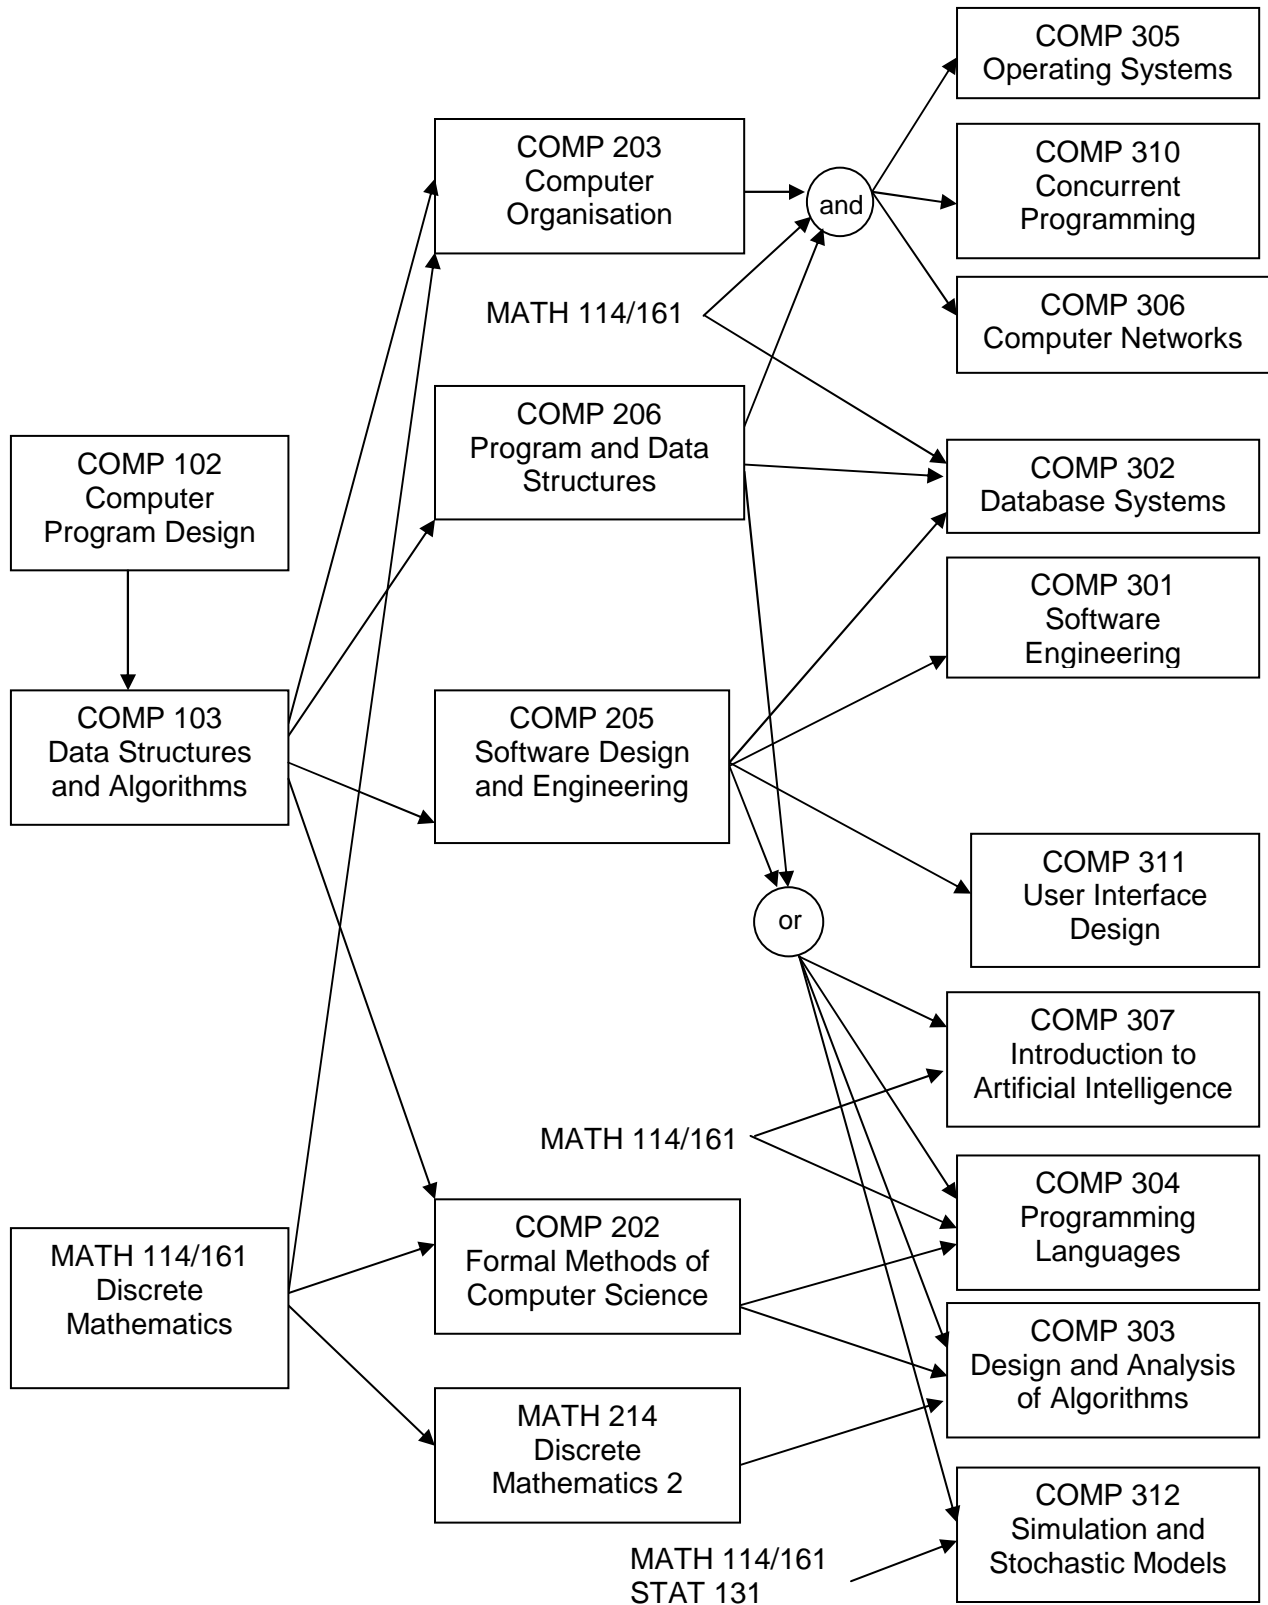 COMP 102
Computer
Program Design
COMP 103
Data Structures
and Algorithms
MATH 114/161
Discrete
Mathematics
COMP 203
Computer
Organisation
MATH 114/161
COMP 206
Program and Data
Structures
COMP 205
Software Design
and Engineering
MATH 114/161
COMP 202
Formal Methods of
Computer Science
MATH 214
Discrete
Mathematics 2
MATH 114/161
STAT 131
and
or
COMP 305
Operating Systems
COMP 310
Concurrent
Programming
COMP 306
Computer Networks
COMP 302
Database Systems
COMP 301
Software
Engineering
COMP 311
User Interface
Design
COMP 307
Introduction to
Artificial Intelligence
COMP 304
Programming
Languages
COMP 303
Design and Analysis
of Algorithms
COMP 312
Simulation and
Stochastic Models